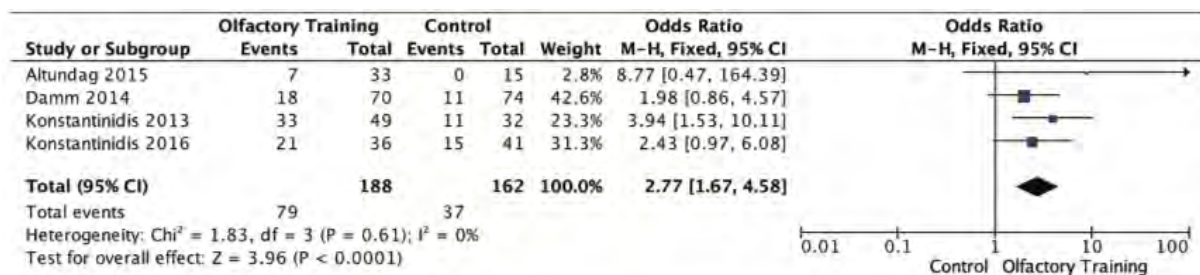 Olfactory Training Control Odds Ratio Odds Ratio
Study or Subgroup Events Total Events Total Weight M-H, Fixed, 95% CI M-H, Fixed, 95% CI
Altundag 2015 7 33 0 15 2.8% 8.77 [0.47, 164.39]
Damm 2014 18 70 11 74 42.6% 1.98 [0.86, 4.57]
Konstantinidis 2013 33 49 11 32 23.3% 3.94 [1.53, 10.11]
Konstantinidis 2016 21 36 15 41 31.3% 2.43 [0.97, 6.08]
Total (95% CI) 188 162 100.0% 2.77 [1.67, 4.58]
Total events 79 37
Heterogeneity: Chi² = 1.83, df = 3 (P = 0.61); I² = 0%
Test for overall effect: Z = 3.96 (P < 0.0001)
0.01 0.1 1 10 100
Control Olfactory Training